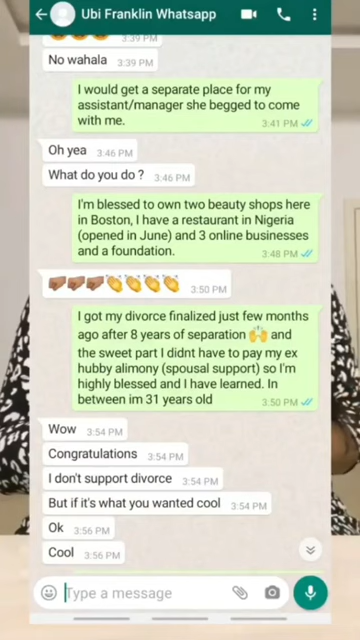 Ubi Franklin Whatsapp
3:39 PM
No wahala 3:39 PM
I would get a separate place for my
assistant/manager she begged to come
with me.
3:41 PM
Oh yea 3:46 PM
What do you do ? 3:46 PM
I'm blessed to own two beauty shops here
in Boston, I have a restaurant in Nigeria
(opened in June) and 3 online businesses
and a foundation.
3:48 PM
3:50 PM
I got my divorce finalized just few months
ago after 8 years of separation 🙌 and
the sweet part I didnt have to pay my ex
hubby alimony (spousal support) so I'm
highly blessed and I have learned. In
between im 31 years old
3:50 PM
Wow 3:54 PM
Congratulations 3:54 PM
I don't support divorce 3:54 PM
But if it's what you wanted cool 3:54 PM
Ok 3:56 PM
Cool 3:56 PM
Type a message